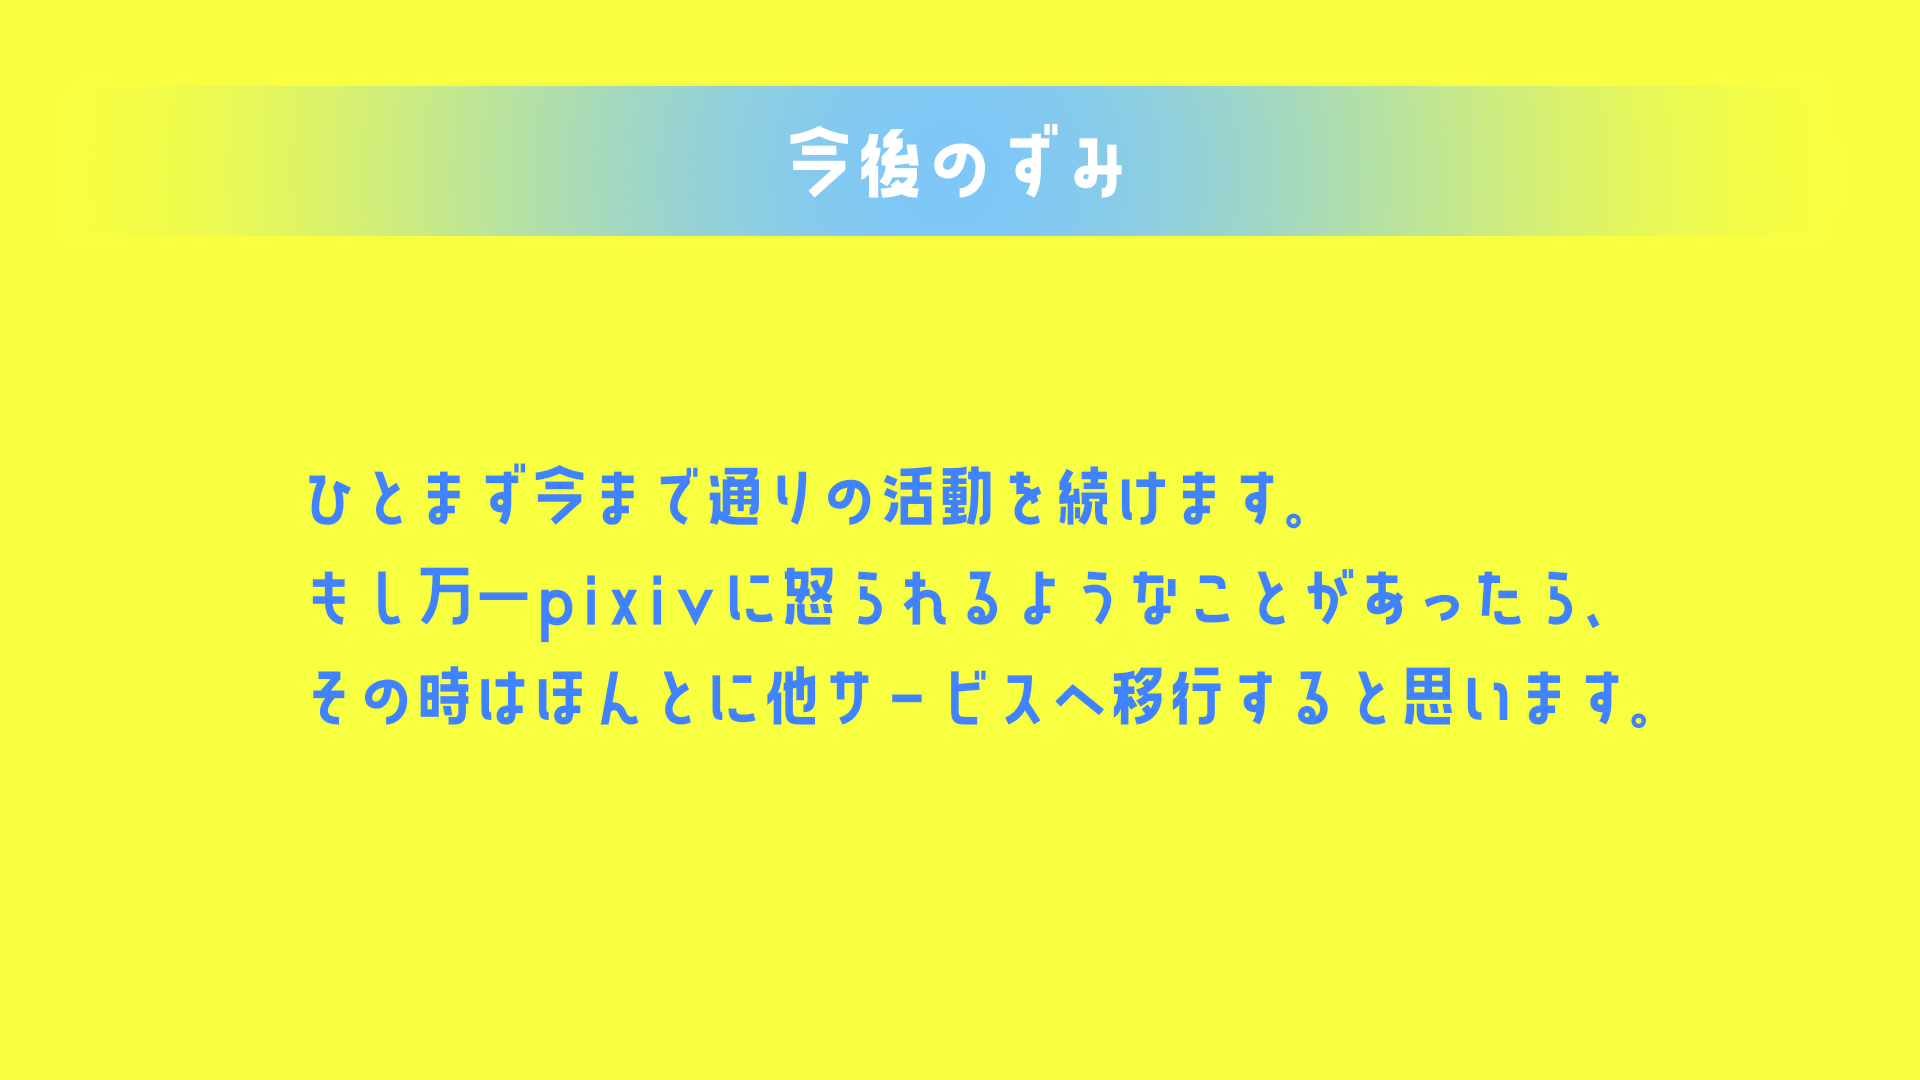 今後のずみ
ひとまず今まで通りの活動を続けます。
もし万一pixivに怒られるようなことがあったら、
その時はほんとに他サービスへ移行すると思います。